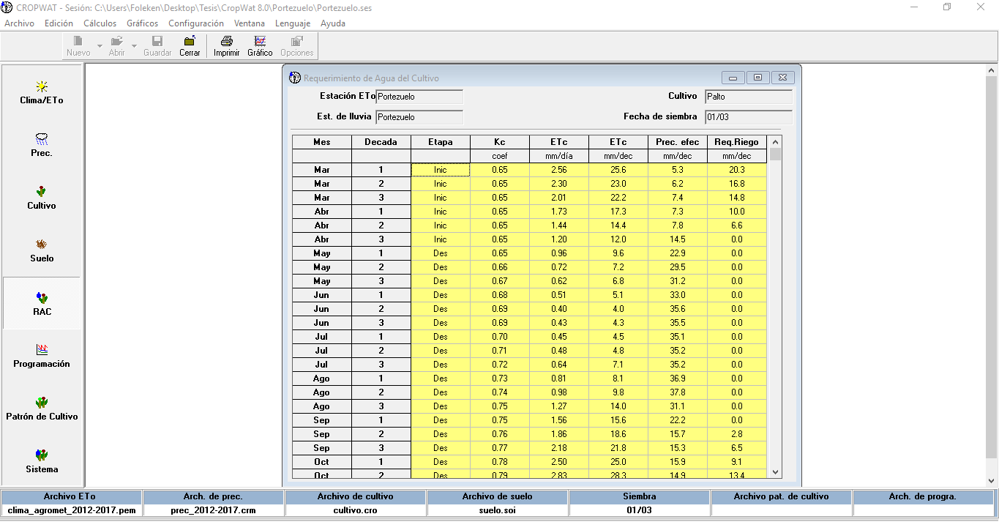 CROPWAT - Sesión: C:\Users\Foleken\Desktop\Tesis\CropWat 8.0\Portezuelo\Portezuelo.ses
Archivo Edición Cálculos Gráficos Configuración Ventana Lenguaje Ayuda
Nuevo Abrir Guardar Cerrar Imprimir Gráfico Opciones
Clima/ETo
Prec.
Cultivo
Suelo
RAC
Programación
Patrón de Cultivo
Sistema
Requerimiento de Agua del Cultivo
Estación ETo Portezuelo Cultivo Palto
Est. de lluvia Portezuelo Fecha de siembra 01/03
Mes Decada Etapa Kc ETc ETc Prec. efec Req.Riego
coef mm/día mm/dec mm/dec mm/dec
Mar 1 Inic 0.65 2.56 25.6 5.3 20.3
Mar 2 Inic 0.65 2.30 23.0 6.2 16.8
Mar 3 Inic 0.65 2.01 22.2 7.4 14.8
Abr 1 Inic 0.65 1.73 17.3 7.3 10.0
Abr 2 Inic 0.65 1.44 14.4 7.8 6.6
Abr 3 Inic 0.65 1.20 12.0 14.5 0.0
May 1 Des 0.65 0.96 9.6 22.9 0.0
May 2 Des 0.66 0.72 7.2 29.5 0.0
May 3 Des 0.67 0.62 6.8 31.2 0.0
Jun 1 Des 0.68 0.51 5.1 33.0 0.0
Jun 2 Des 0.69 0.40 4.0 35.6 0.0
Jun 3 Des 0.69 0.43 4.3 35.5 0.0
Jul 1 Des 0.70 0.45 4.5 35.1 0.0
Jul 2 Des 0.71 0.48 4.8 35.2 0.0
Jul 3 Des 0.72 0.64 7.1 35.2 0.0
Ago 1 Des 0.73 0.81 8.1 36.9 0.0
Ago 2 Des 0.74 0.98 9.8 37.8 0.0
Ago 3 Des 0.75 1.27 14.0 31.1 0.0
Sep 1 Des 0.75 1.56 15.6 22.2 0.0
Sep 2 Des 0.76 1.86 18.6 15.7 2.8
Sep 3 Des 0.77 2.18 21.8 15.3 6.5
Oct 1 Des 0.78 2.50 25.0 15.9 9.1
Oct 2 Des 0.79 2.83 28.3 14.9 13.4
Archivo ETo Arch. de prec. Archivo de cultivo Archivo de suelo Siembra Archivo pat. de cultivo Arch. de progra.
clima_agromet_2012-2017.pem prec_2012-2017.crm cultivo.cro suelo.soi 01/03